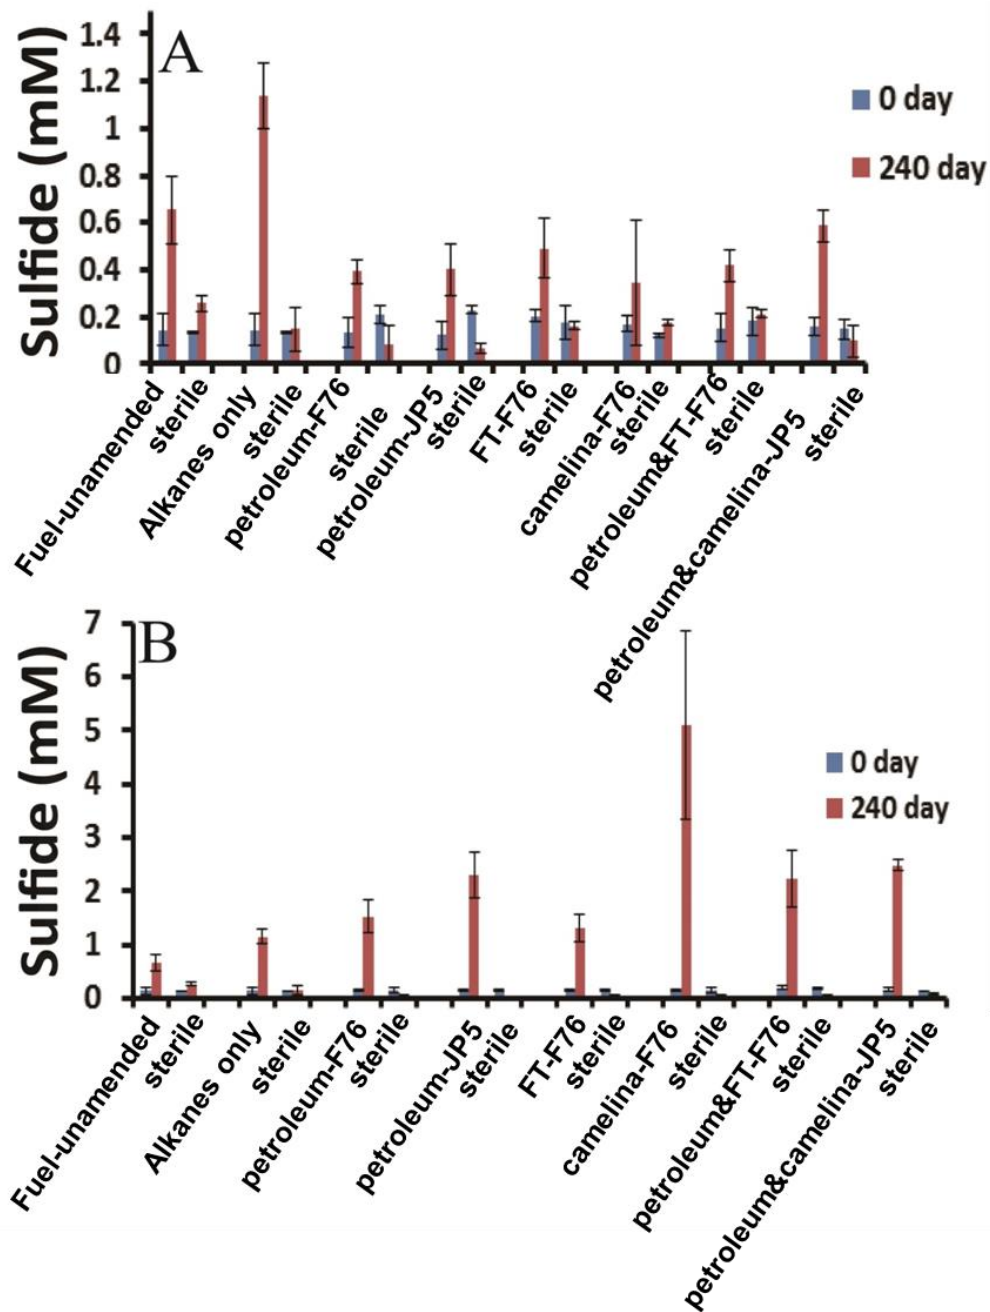 A
Sulfide (mM)
1.4
1.2
1
0.8
0.6
0.4
0.2
0
0 day
240 day
Fuel-unamended
sterile
Alkanes only
sterile
petroleum-F76
sterile
petroleum-JP5
sterile
FT-F76
sterile
camelina-F76
sterile
petroleum&FT-F76
sterile
petroleum&camelina-JP5
sterile
B
Sulfide (mM)
7
6
5
4
3
2
1
0
0 day
240 day
Fuel-unamended
sterile
Alkanes only
sterile
petroleum-F76
sterile
petroleum-JP5
sterile
FT-F76
sterile
camelina-F76
sterile
petroleum&FT-F76
sterile
petroleum&camelina-JP5
sterile